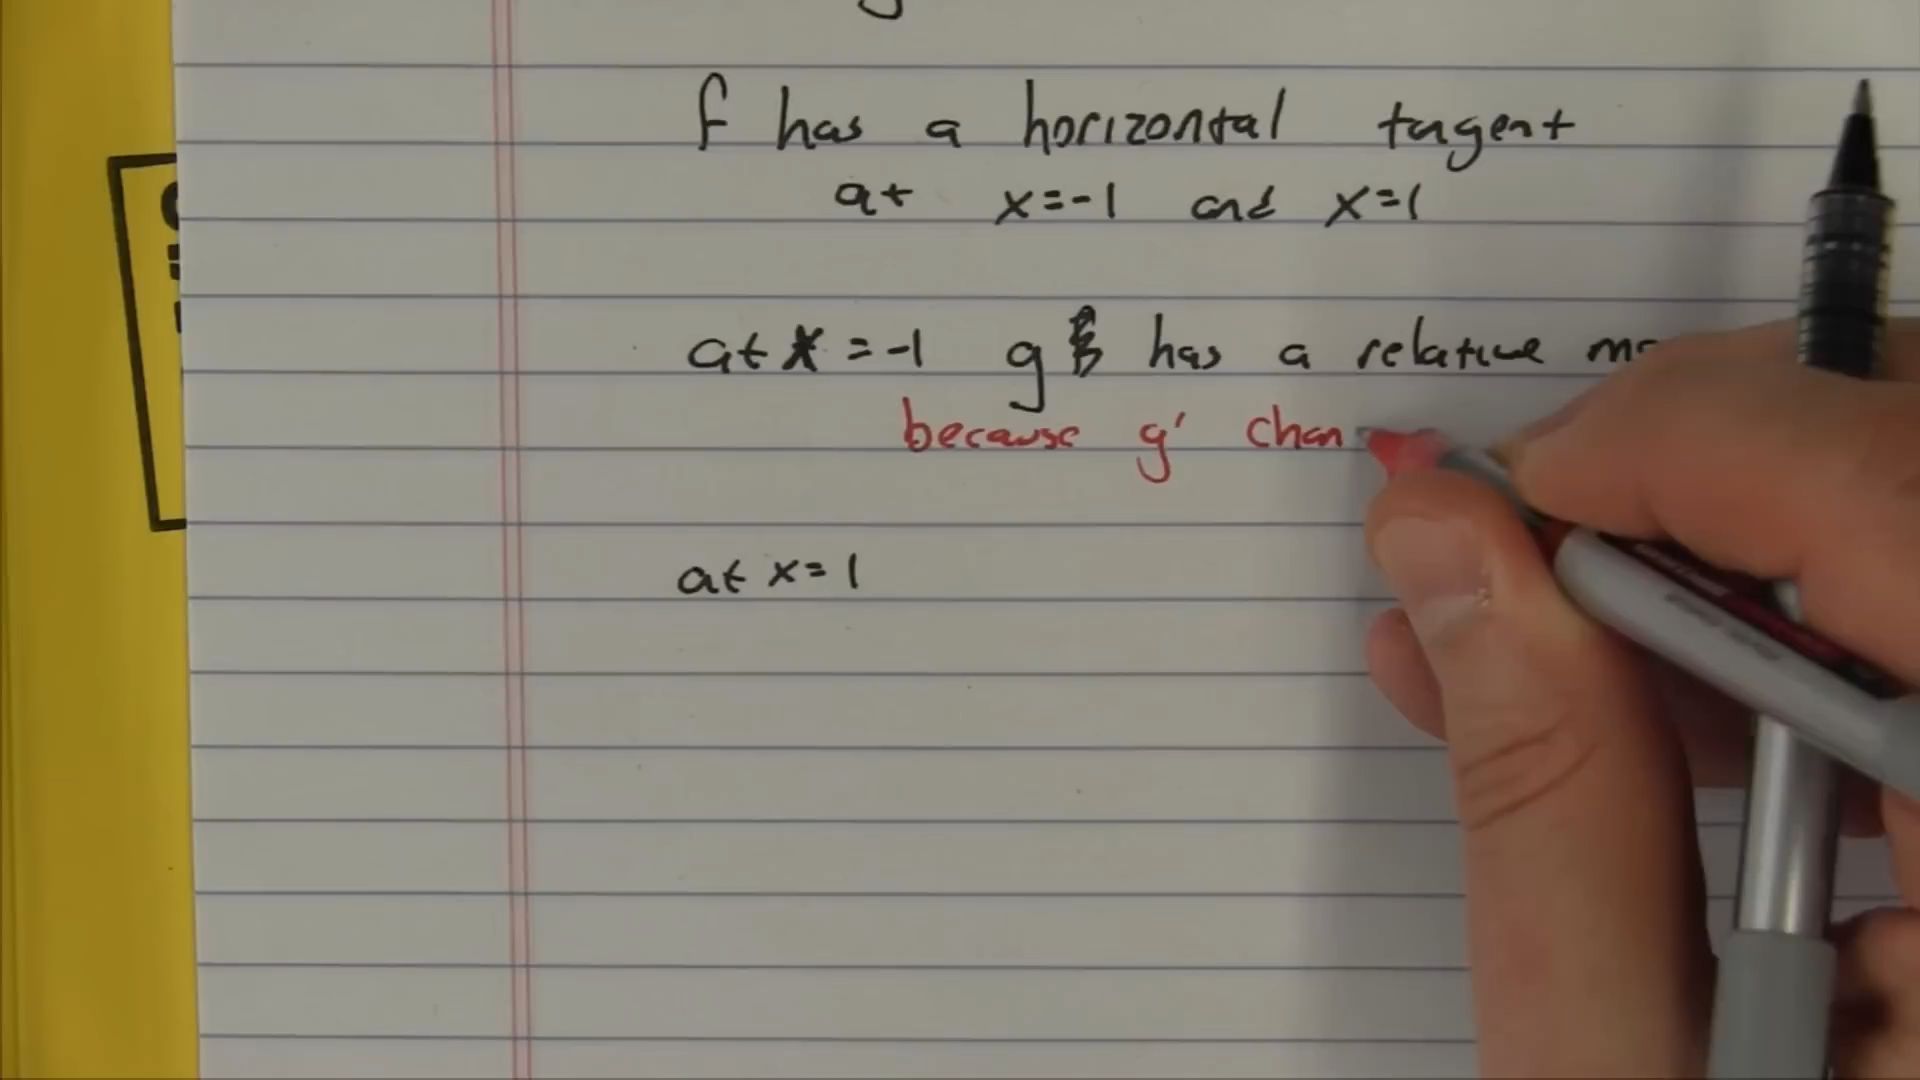 f has a horizontal tagent
at x=-1 and x=1
at x=-1 g has a relative
because g' chan
at x=1